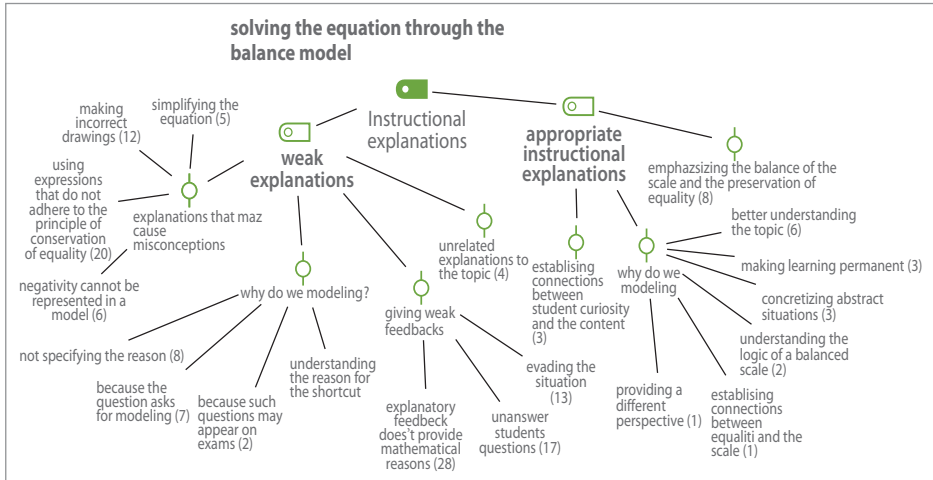 solving the equation through the
balance model
Instructional
explanations
weak
explanations
making
incorrect
drawings (12)
simplifying the
equation (5)
using
expressions
that do not
adhere to the
principle of
conservation
of equality (20)
explanations that maz
cause
misconceptions
negativity cannot be
represented in a
model (6)
why do we modeling?
not specifying the reason (8)
because the
question asks
for modeling (7)
because such
questions may
appear on
exams (2)
understanding
the reason for
the shortcut
giving weak
feedbacks
explanatory
feedbeck
does't provide
mathematical
reasons (28)
unanswer
students
questions (17)
evading the
situation
(13)
unrelated
explanations to
the topic (4)
appropriate
instructional
explanations
establising
connections
between
student curiosity
and the content
(3)
emphazsizing the balance of the
scale and the preservation of
equality (8)
why do we
modeling
better understanding
the topic (6)
making learning permanent (3)
concretizing abstract
situations (3)
understanding the
logic of a balanced
scale (2)
establising
connections
between
equaliti and the
scale (1)
providing a
different
perspective (1)